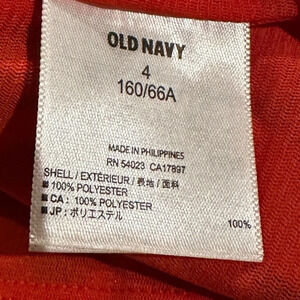 OLD NAVY
4
160/66A
MADE IN PHILIPPINES
RN 54023 CA17897
SHELL / EXTÉRIEUR / 表地 / 面料
■ 100% POLYESTER
■ CA : 100% POLYESTER
■ JP : ポリエステル 100%